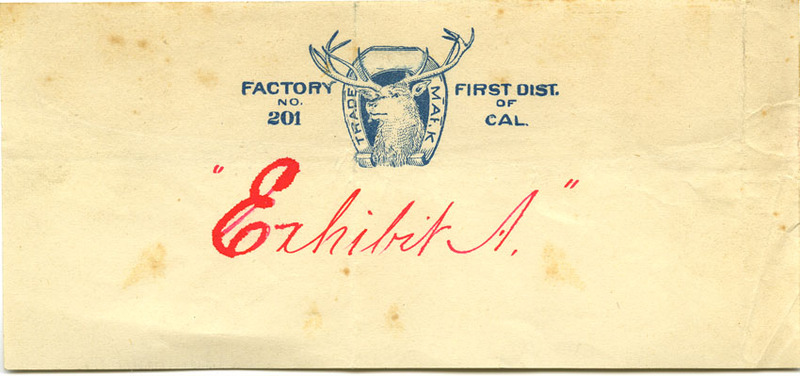 FACTORY
NO.
201
TRADE MARK
FIRST DIST.
OF
CAL.
"Exhibit A."